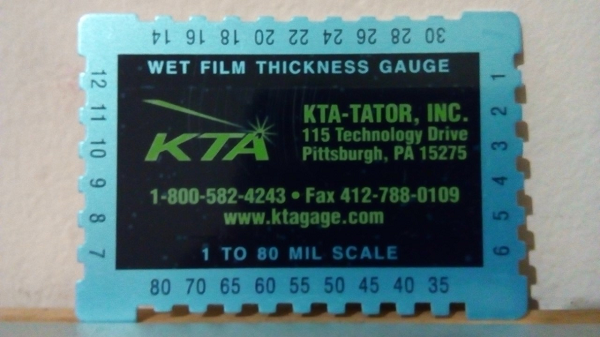 14 16 18 20 22 24 26 28 30
WET FILM THICKNESS GAUGE
12 11 10 9 8 7
1 2 3 4 5 6
KTA
KTA-TATOR, INC.
115 Technology Drive
Pittsburgh, PA 15275
1-800-582-4243 • Fax 412-788-0109
www.ktagage.com
1 TO 80 MIL SCALE
80 70 65 60 55 50 45 40 35